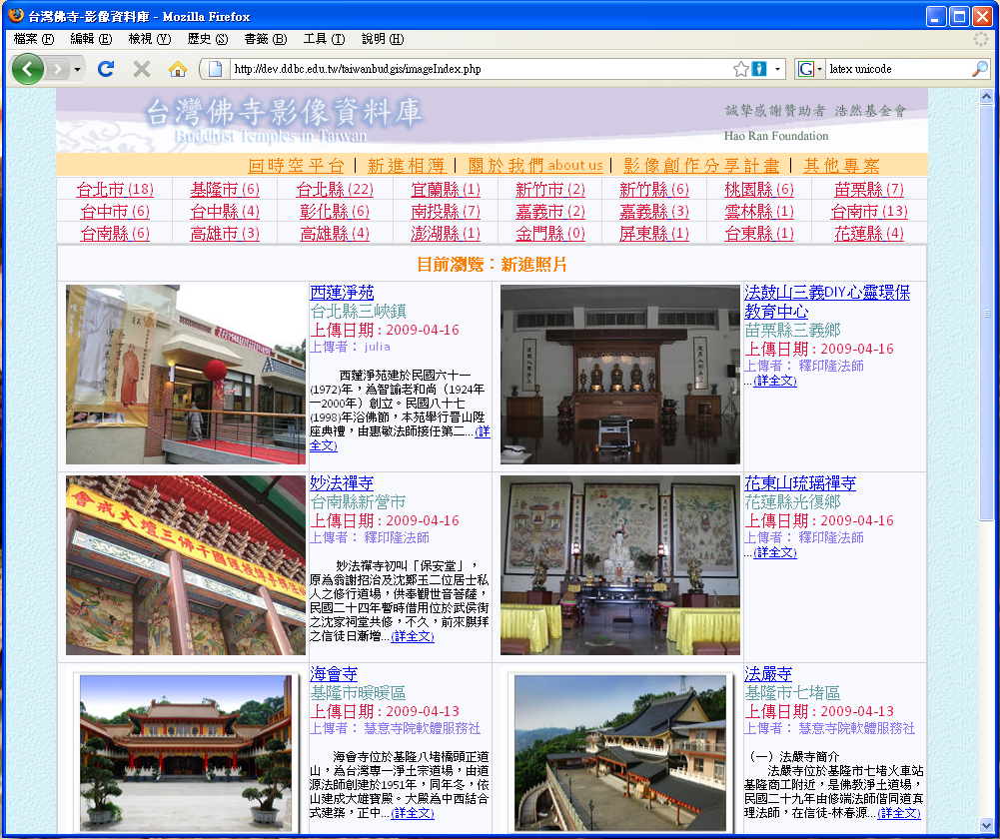 台灣佛寺-影像資料庫 - Mozilla Firefox
檔案 (F) 編輯 (E) 檢視 (V) 歷史 (S) 書籤 (B) 工具 (T) 說明 (H)
http://dev.ddbc.edu.tw/taiwanbudgis/imageIndex.php
latex unicode
台灣佛寺影像資料庫
Buddhist Temples in Taiwan
誠摯感謝贊助者 浩然基金會
Hao Ran Foundation
回時空平台 | 新進相簿 | 關於我們about us | 影像創作分享計畫 | 其他專案
台北市 (18) 基隆市 (6) 台北縣 (22) 宜蘭縣 (1) 新竹市 (2) 新竹縣 (6) 桃園縣 (6) 苗栗縣 (7)
台中市 (6) 台中縣 (4) 彰化縣 (6) 南投縣 (7) 嘉義市 (2) 嘉義縣 (3) 雲林縣 (1) 台南市 (13)
台南縣 (6) 高雄市 (3) 高雄縣 (4) 澎湖縣 (1) 金門縣 (0) 屏東縣 (1) 台東縣 (1) 花蓮縣 (4)
目前瀏覽：新進照片
西蓮淨苑
台北縣三峽鎮
上傳日期 : 2009-04-16
上傳者： julia
西蓮淨苑建於民國六十一
(1972)年，為智諭老和尚（1924年
—2000年）創立。民國八十七
(1998)年浴佛節，本苑舉行晉山陞
座典禮，由惠敏法師接任第二...(詳
全文)
法鼓山三義DIY心靈環保
教育中心
苗栗縣三義鄉
上傳日期 : 2009-04-16
上傳者： 釋印隆法師
...(詳全文)
會戒大壇三佛千國護
妙法禪寺
台南縣新營市
上傳日期 : 2009-04-16
上傳者： 釋印隆法師
妙法禪寺初叫「保安堂」，
原為翁謝招治及沈鄭玉二位居士私
人之修行道場，供奉觀世音菩薩，
民國二十四年暫時借用位於武侯街
之沈家祠堂共修，不久，前來膜拜
之信徒日漸增...(詳全文)
花東山琉璃禪寺
花蓮縣光復鄉
上傳日期 : 2009-04-16
上傳者： 釋印隆法師
...(詳全文)
海會寺
基隆市暖暖區
上傳日期 : 2009-04-13
上傳者： 慧意寺院軟體服務社
海會寺位於基隆八堵橋頭正道
山，為台灣專一淨土宗道場，由道
源法師創建於1951年，同年冬，依
山建成大雄寶殿。大殿為中西結合
式建築，正中...(詳全文)
法嚴寺
基隆市七堵區
上傳日期 : 2009-04-13
上傳者： 慧意寺院軟體服務社
（一）法嚴寺簡介
法嚴寺位於基隆市七堵火車站
基隆商工附近，是佛教淨土道場，
民國二十九年由修端法師偕同道真
理法師，在信徒-林春源...(詳全文)